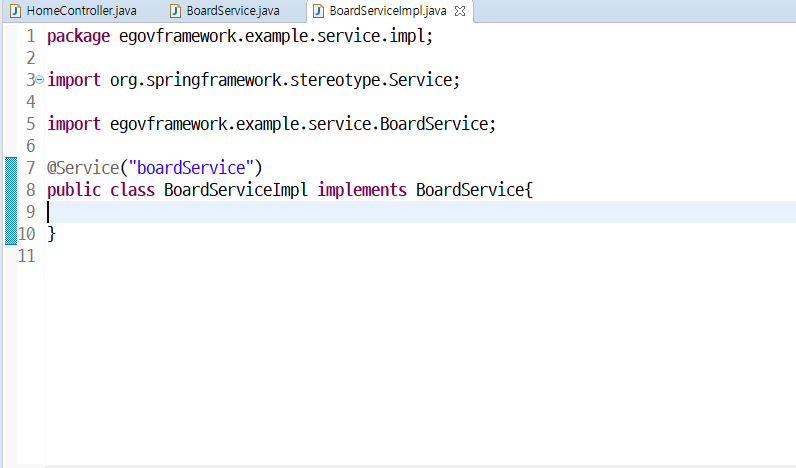 HomeController.java BoardService.java BoardServiceImpl.java
1 package egovframework.example.service.impl;
2
3 import org.springframework.stereotype.Service;
4
5 import egovframework.example.service.BoardService;
6
7 @Service("boardService")
8 public class BoardServiceImpl implements BoardService{
9
10 }
11